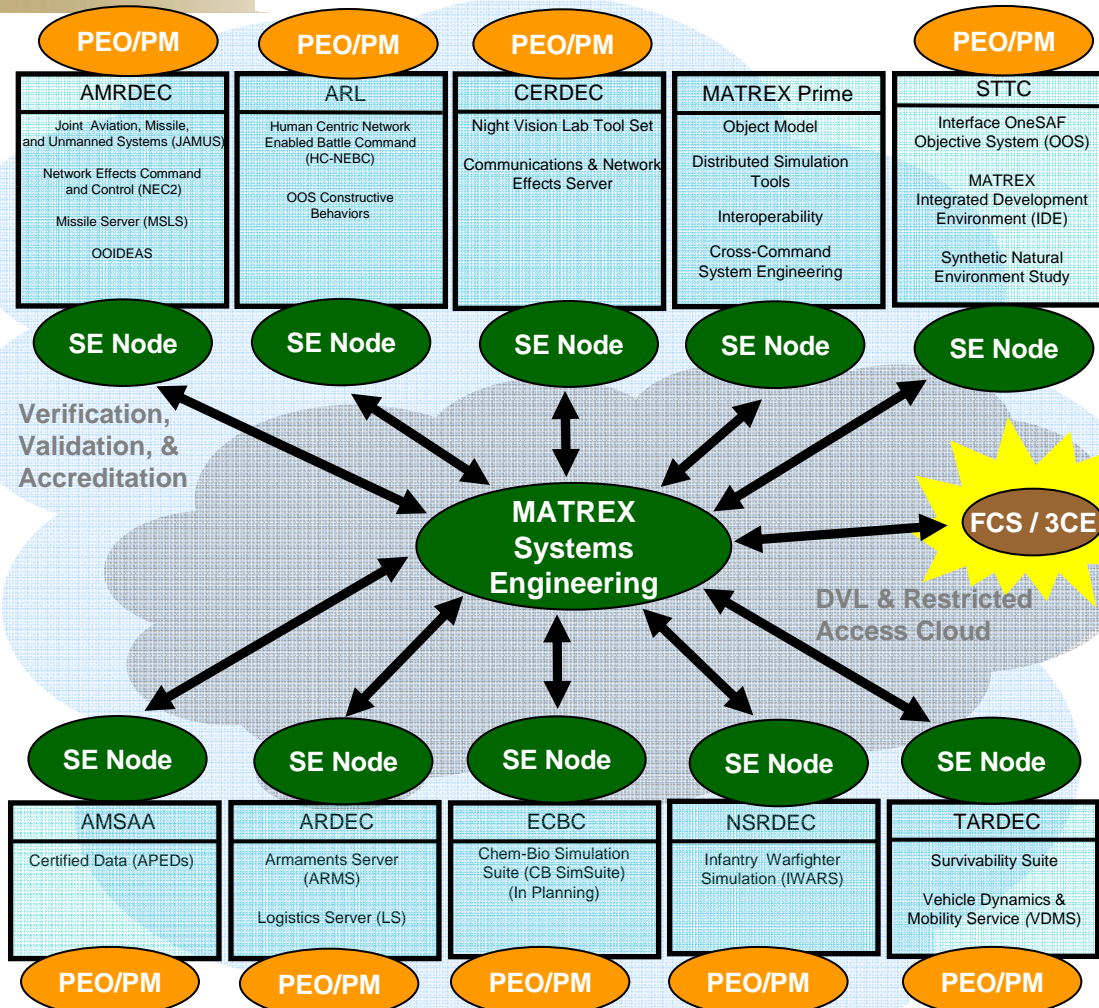 PEO/PM
PEO/PM
PEO/PM
PEO/PM
AMRDEC
Joint Aviation, Missile,
and Unmanned Systems (JAMUS)
Network Effects Command
and Control (NEC2)
Missile Server (MSLS)
OOIDEAS
ARL
Human Centric Network
Enabled Battle Command
(HC-NEBC)
OOS Constructive
Behaviors
CERDEC
Night Vision Lab Tool Set
Communications & Network
Effects Server
MATREX Prime
Object Model
Distributed Simulation
Tools
Interoperability
Cross-Command
System Engineering
STTC
Interface OneSAF
Objective System (OOS)
MATREX
Integrated Development
Environment (IDE)
Synthetic Natural
Environment Study
SE Node
SE Node
SE Node
SE Node
SE Node
Verification,
Validation, &
Accreditation
MATREX
Systems
Engineering
FCS / 3CE
DVL & Restricted
Access Cloud
SE Node
SE Node
SE Node
SE Node
SE Node
AMSAA
Certified Data (APEDs)
ARDEC
Armaments Server
(ARMS)
Logistics Server (LS)
ECBC
Chem-Bio Simulation
Suite (CB SimSuite)
(In Planning)
NSRDEC
Infantry Warfighter
Simulation (IWARS)
TARDEC
Survivability Suite
Vehicle Dynamics &
Mobility Service (VDMS)
PEO/PM
PEO/PM
PEO/PM
PEO/PM
PEO/PM